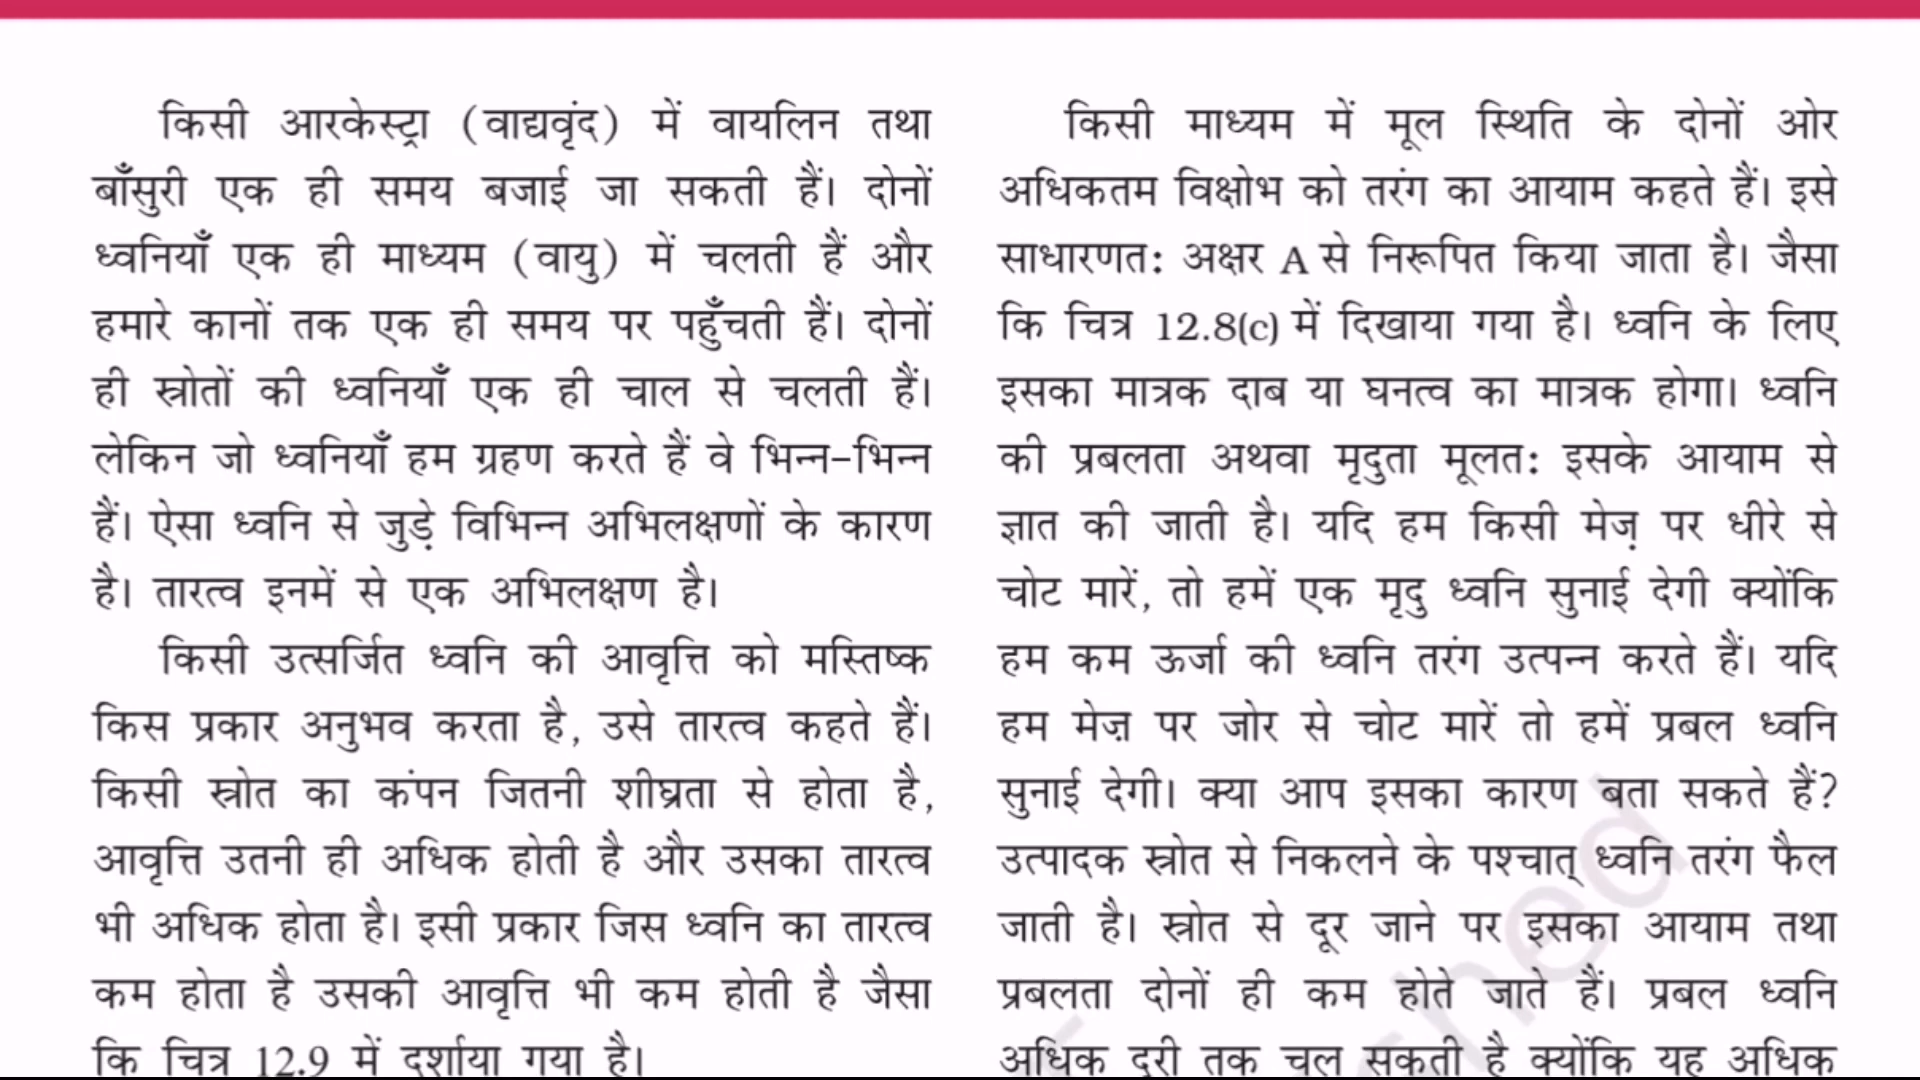 किसी आरकेस्ट्रा (वाद्यवृंद) में वायलिन तथा
बाँसुरी एक ही समय बजाई जा सकती हैं। दोनों
ध्वनियाँ एक ही माध्यम (वायु) में चलती हैं और
हमारे कानों तक एक ही समय पर पहुँचती हैं। दोनों
ही स्रोतों की ध्वनियाँ एक ही चाल से चलती हैं।
लेकिन जो ध्वनियाँ हम ग्रहण करते हैं वे भिन्न-भिन्न
हैं। ऐसा ध्वनि से जुड़े विभिन्न अभिलक्षणों के कारण
है। तारत्व इनमें से एक अभिलक्षण है।
किसी उत्सर्जित ध्वनि की आवृत्ति को मस्तिष्क
किस प्रकार अनुभव करता है, उसे तारत्व कहते हैं।
किसी स्रोत का कंपन जितनी शीघ्रता से होता है,
आवृत्ति उतनी ही अधिक होती है और उसका तारत्व
भी अधिक होता है। इसी प्रकार जिस ध्वनि का तारत्व
कम होता है उसकी आवृत्ति भी कम होती है जैसा
कि चित्र 12.9 में दर्शाया गया है।
किसी माध्यम में मूल स्थिति के दोनों ओर
अधिकतम विक्षोभ को तरंग का आयाम कहते हैं। इसे
साधारणत: अक्षर A से निरूपित किया जाता है। जैसा
कि चित्र 12.8(c) में दिखाया गया है। ध्वनि के लिए
इसका मात्रक दाब या घनत्व का मात्रक होगा। ध्वनि
की प्रबलता अथवा मृदुता मूलत: इसके आयाम से
ज्ञात की जाती है। यदि हम किसी मेज़ पर धीरे से
चोट मारें, तो हमें एक मृदु ध्वनि सुनाई देगी क्योंकि
हम कम ऊर्जा की ध्वनि तरंग उत्पन्न करते हैं। यदि
हम मेज़ पर जोर से चोट मारें तो हमें प्रबल ध्वनि
सुनाई देगी। क्या आप इसका कारण बता सकते हैं?
उत्पादक स्रोत से निकलने के पश्चात् ध्वनि तरंग फैल
जाती है। स्रोत से दूर जाने पर इसका आयाम तथा
प्रबलता दोनों ही कम होते जाते हैं। प्रबल ध्वनि
अधिक दूरी तक चल सकती है क्योंकि यह अधिक